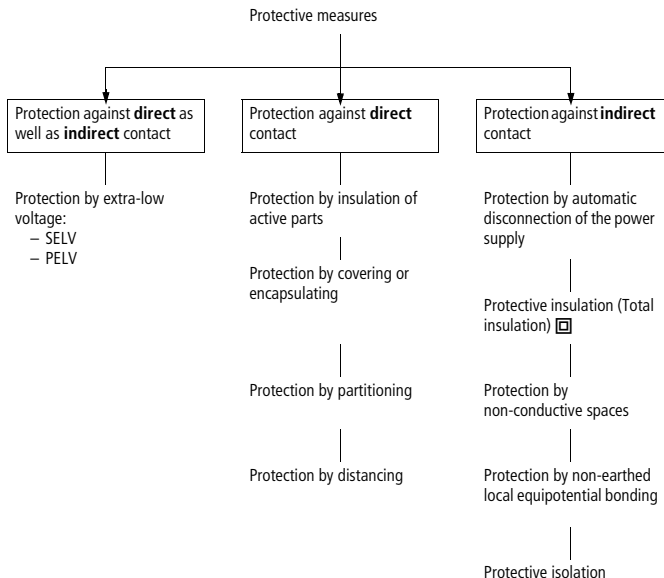 Protective measures
Protection against direct as
well as indirect contact
Protection by extra-low
voltage:
– SELV
– PELV
Protection against direct
contact
Protection by insulation of
active parts
Protection by covering or
encapsulating
Protection by partitioning
Protection by distancing
Protection against indirect
contact
Protection by automatic
disconnection of the power
supply
Protective insulation (Total
insulation)
Protection by
non-conductive spaces
Protection by non-earthed
local equipotential bonding
Protective isolation